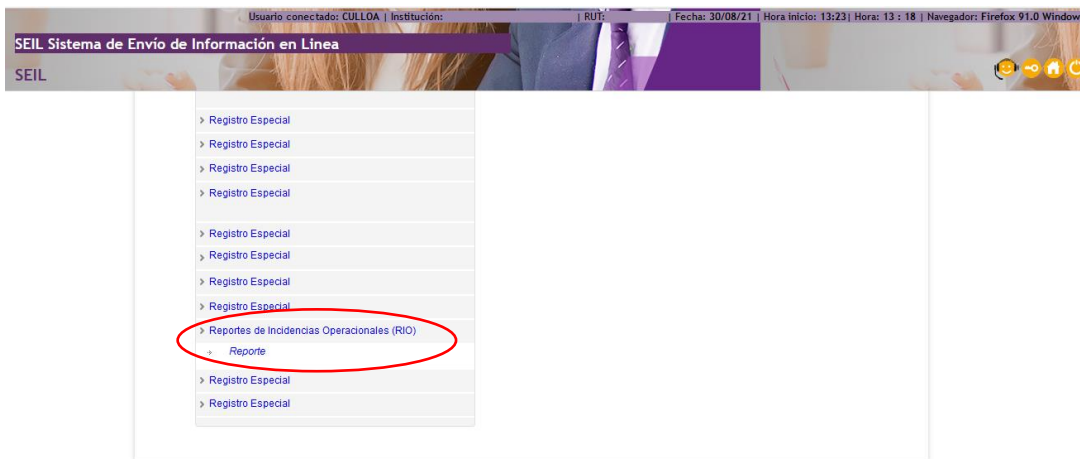 Usuario conectado: CULLOA | Institución: | RUT: | Fecha: 30/08/21 | Hora inicio: 13:23| Hora: 13 : 18 | Navegador: Firefox 91.0 Window
SEIL Sistema de Envío de Información en Linea
SEIL
Registro Especial
Registro Especial
Registro Especial
Registro Especial
Registro Especial
Registro Especial
Registro Especial
Registro Especial
Reportes de Incidencias Operacionales (RIO)
Reporte
Registro Especial
Registro Especial